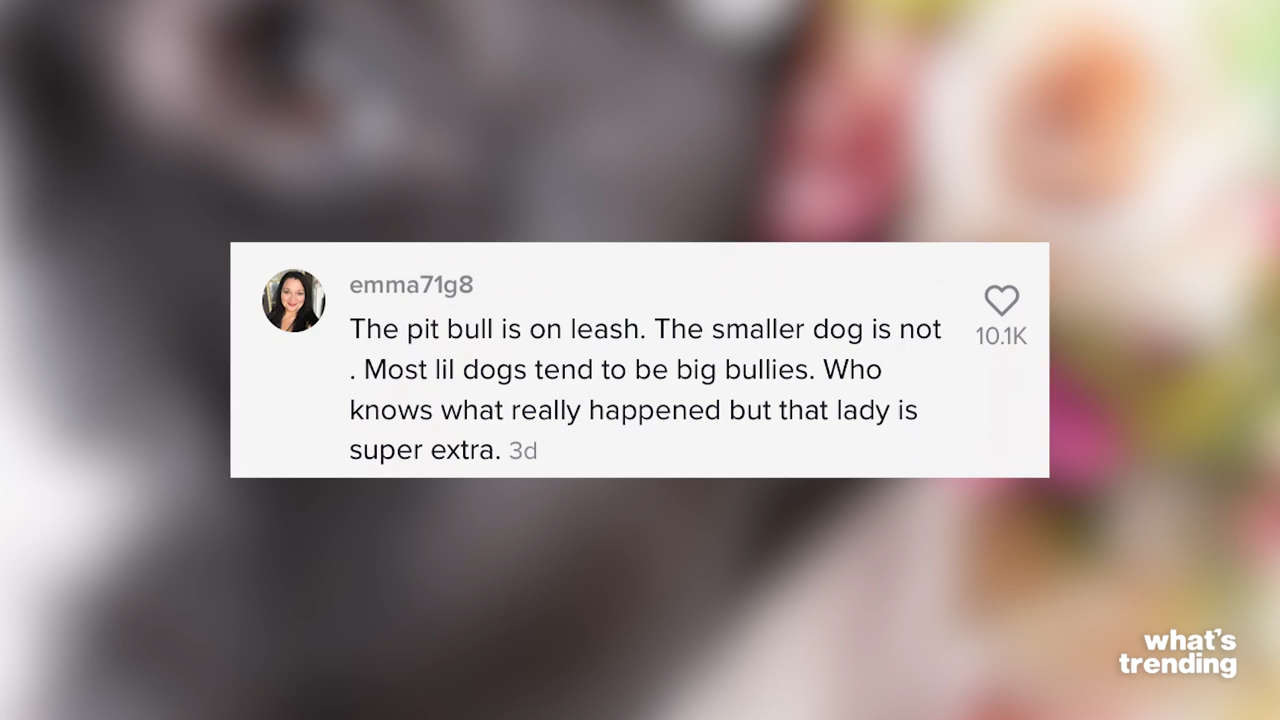 emma71g8
The pit bull is on leash. The smaller dog is not
. Most lil dogs tend to be big bullies. Who
knows what really happened but that lady is
super extra. 3d
10.1K
what's
trending